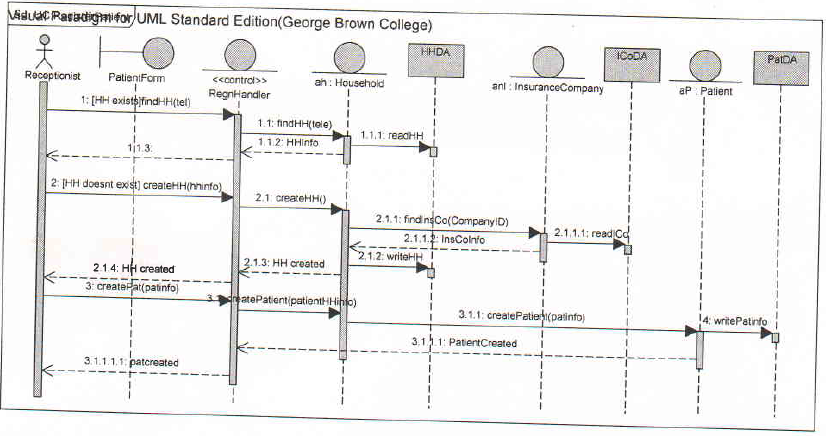 Visual Paradigm for UML Standard Edition(George Brown College)
Receptionist
PatientForm
<<control>>
RegnHandler
ah : Household
HHDA
anI : InsuranceCompany
ICoDA
aP : Patient
PatDA
1: [HH exists]findHH(tel)
1.1: findHH(tele)
1.1.1: readHH
1.1.2: HHInfo
1.1.3:
2: [HH doesnt exist] createHH(hhinfo)
2.1: createHH()
2.1.1: findInsCo(CompanyID)
2.1.1.1: readICo
2.1.1.2: InsCoInfo
2.1.2: writeHH
2.1.3: HH created
2.1.4: HH created
3: createPat(patinfo)
createPatient(patientHHinfo)
3.1.1: createPatient(patinfo)
4: writePatinfo
3.1.1.1: PatientCreated
3.1.1.1.1: patcreated